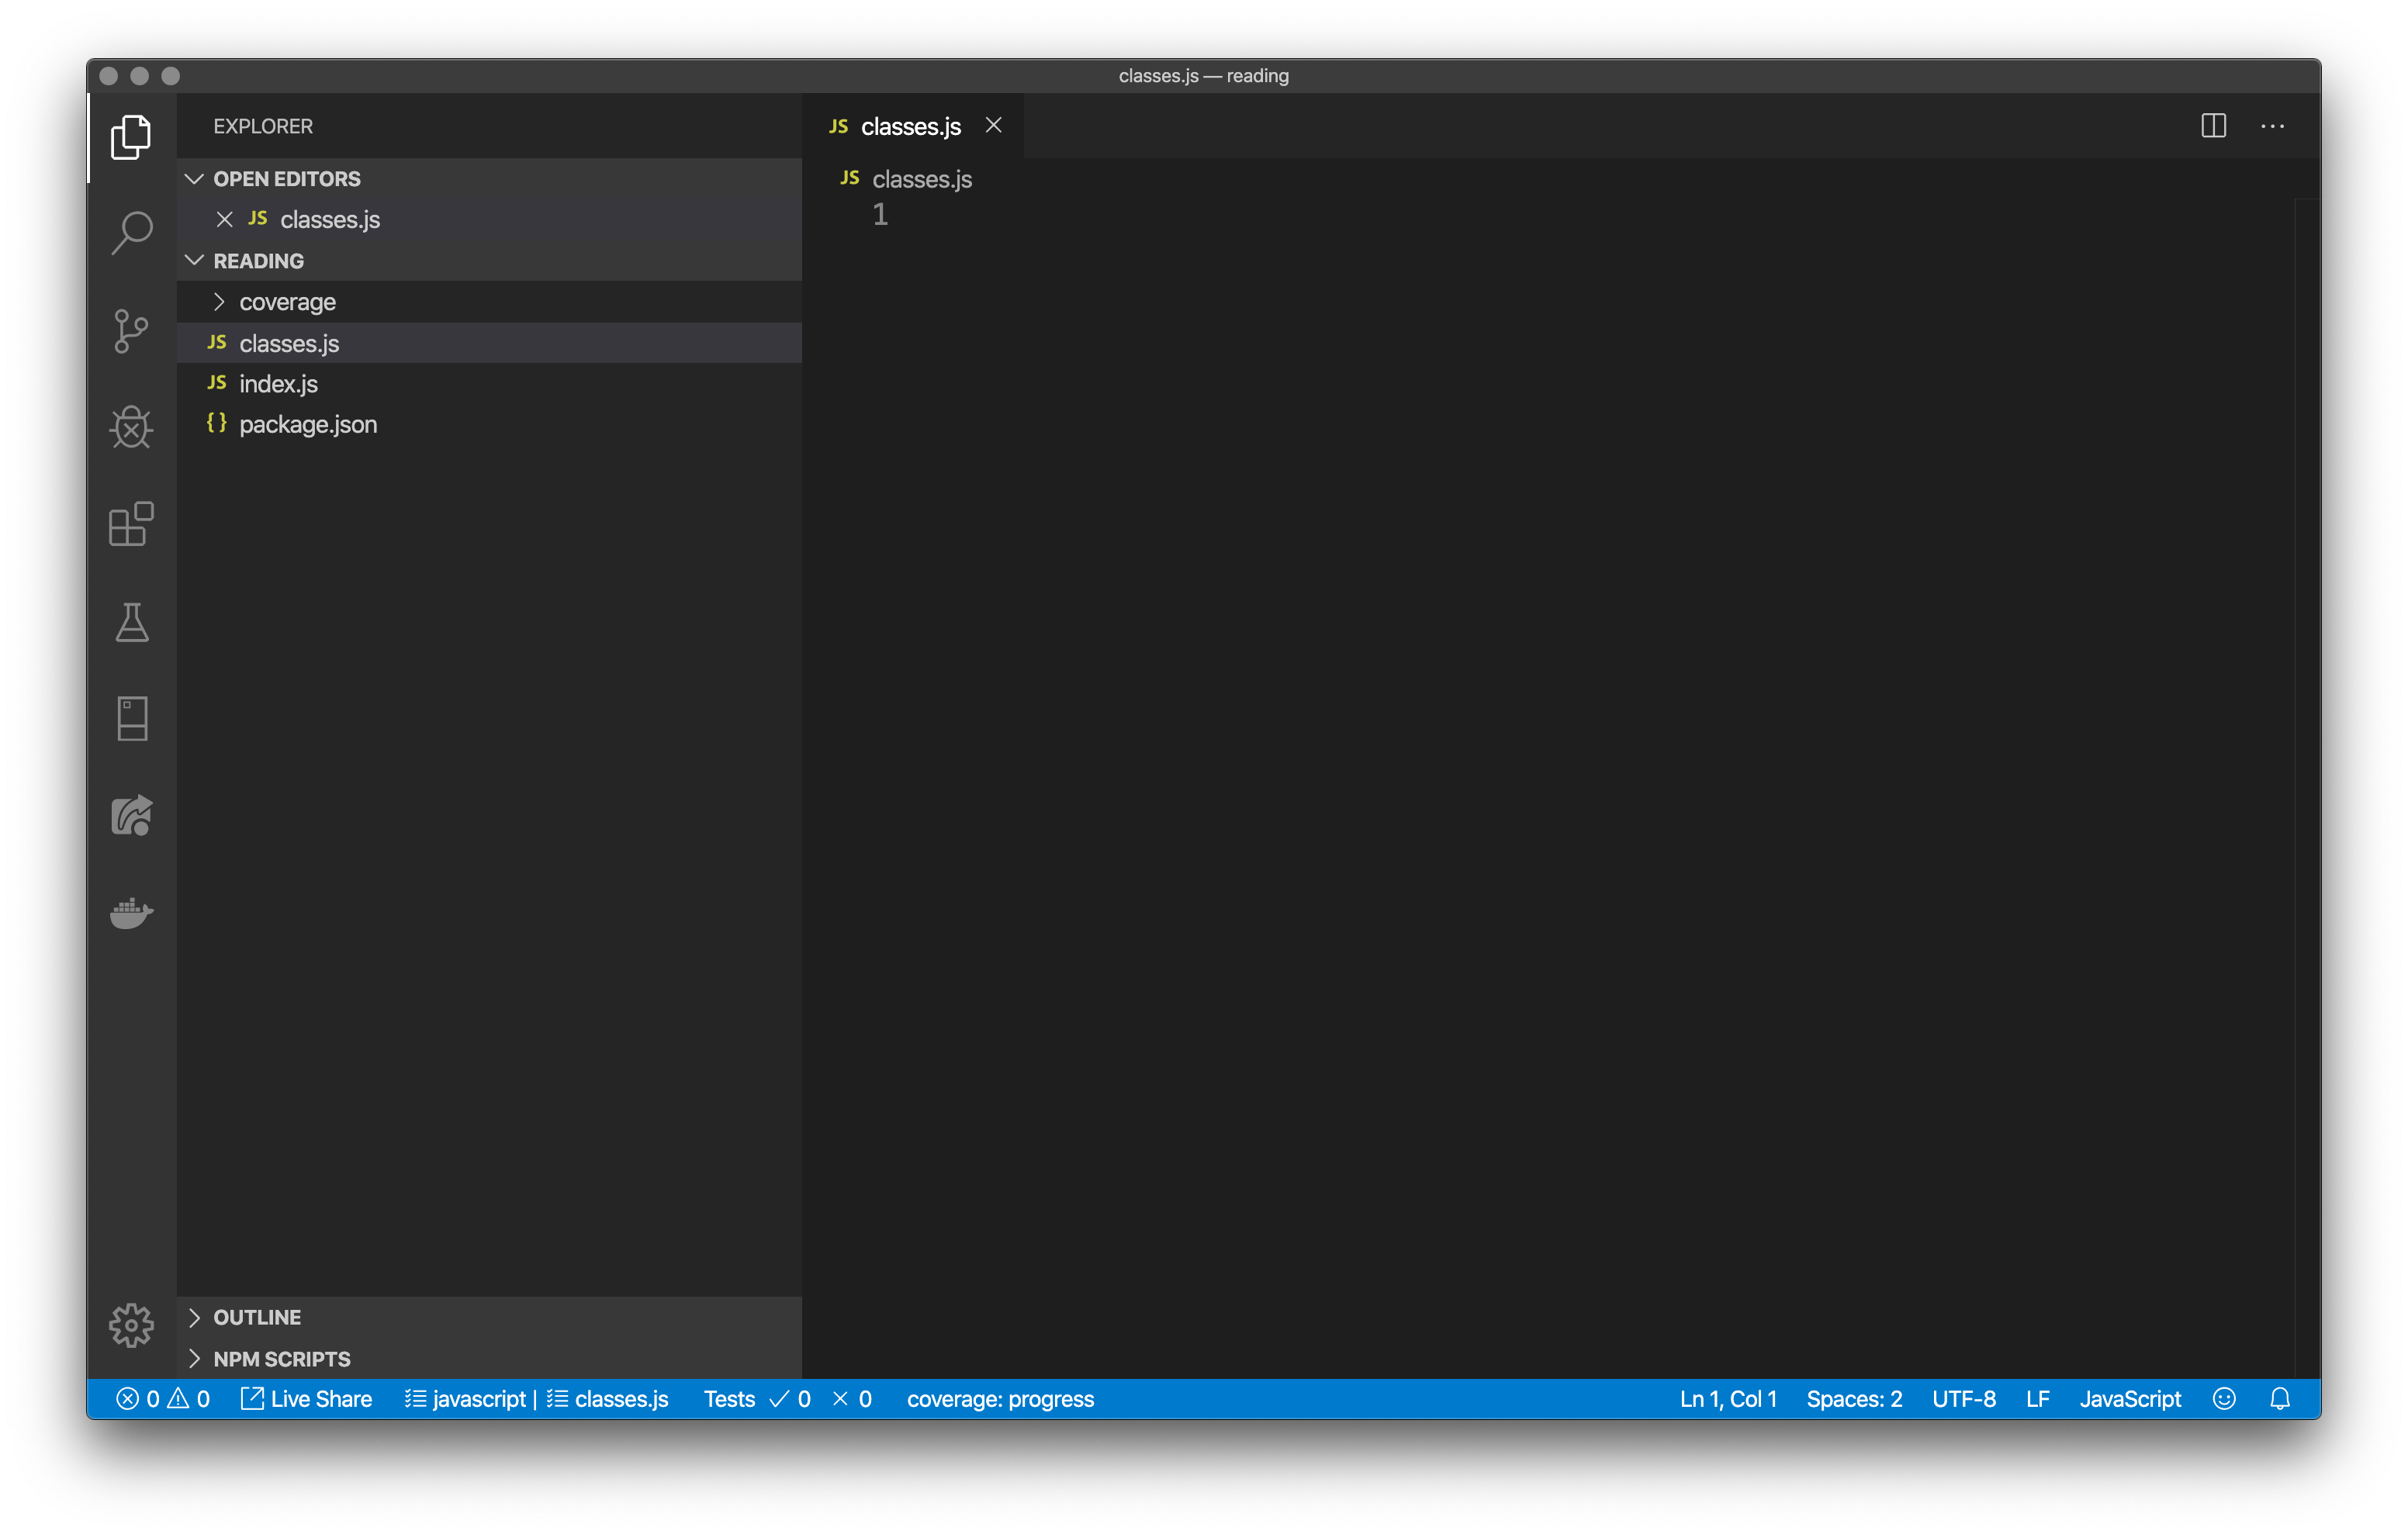 classes.js — reading
EXPLORER
OPEN EDITORS
JS classes.js
READING
coverage
JS classes.js
JS index.js
{} package.json
OUTLINE
NPM SCRIPTS
JS classes.js
JS classes.js
1
0 0 Live Share javascript | classes.js Tests 0 0 coverage: progress Ln 1, Col 1 Spaces: 2 UTF-8 LF JavaScript